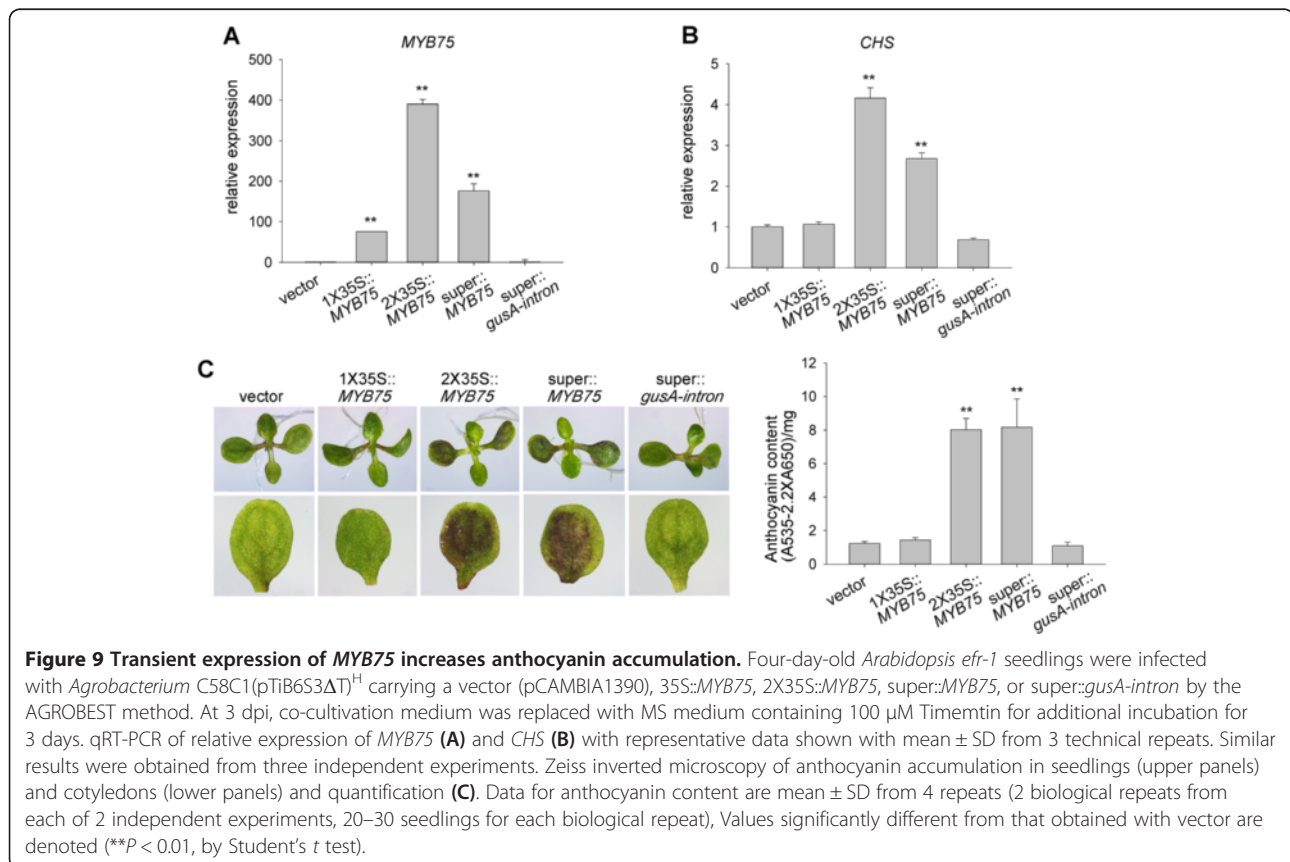 A
MYB75
relative expression
500
400
300
200
100
0
**
**
**
vector
1X35S::
MYB75
2X35S::
MYB75
super::
MYB75
super::
gusA-intron
B
CHS
relative expression
5
4
3
2
1
0
**
**
vector
1X35S::
MYB75
2X35S::
MYB75
super::
MYB75
super::
gusA-intron
C
vector
1X35S::
MYB75
2X35S::
MYB75
super::
MYB75
super::
gusA-intron
Anthocyanin content
(A535-2.2XA650)/mg
12
10
8
6
4
2
0
**
**
vector
1X35S::
MYB75
2X35S::
MYB75
super::
MYB75
super::
gusA-intron
Figure 9 Transient expression of MYB75 increases anthocyanin accumulation. Four-day-old Arabidopsis efr-1 seedlings were infected
with Agrobacterium C58C1(pTiB6S3ΔT)ᴴ carrying a vector (pCAMBIA1390), 35S::MYB75, 2X35S::MYB75, super::MYB75, or super::gusA-intron by the
AGROBEST method. At 3 dpi, co-cultivation medium was replaced with MS medium containing 100 μM Timemtin for additional incubation for
3 days. qRT-PCR of relative expression of MYB75 (A) and CHS (B) with representative data shown with mean ± SD from 3 technical repeats. Similar
results were obtained from three independent experiments. Zeiss inverted microscopy of anthocyanin accumulation in seedlings (upper panels)
and cotyledons (lower panels) and quantification (C). Data for anthocyanin content are mean ± SD from 4 repeats (2 biological repeats from
each of 2 independent experiments, 20–30 seedlings for each biological repeat), Values significantly different from that obtained with vector are
denoted (**P < 0.01, by Student's t test).